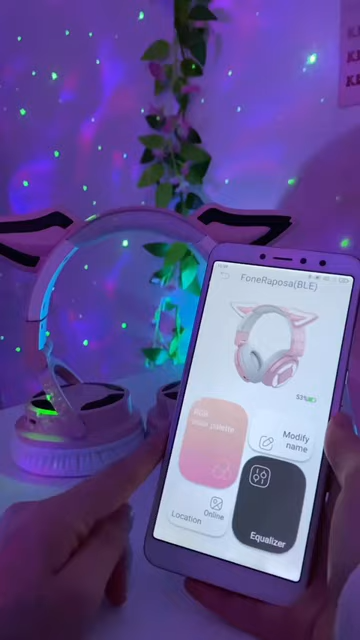 FoneRaposa(BLE)
53%
RGB
color palette
Modify
name
Location
Online
Equalizer